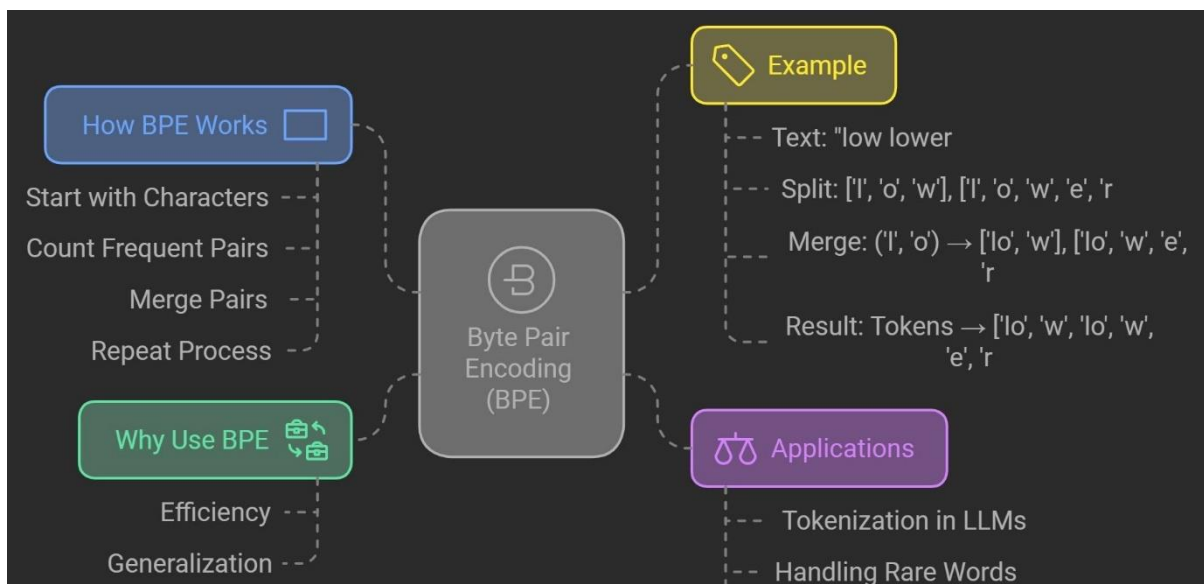 How BPE Works
Start with Characters
Count Frequent Pairs
Merge Pairs
Repeat Process
Why Use BPE
Efficiency
Generalization
Byte Pair
Encoding
(BPE)
Example
Text: "low lower
Split: ['l', 'o', 'w'], ['l', 'o', 'w', 'e', 'r
Merge: ('l', 'o') → ['lo', 'w'], ['lo', 'w', 'e',
'r
Result: Tokens → ['lo', 'w', 'lo', 'w',
'e', 'r
Applications
Tokenization in LLMs
Handling Rare Words